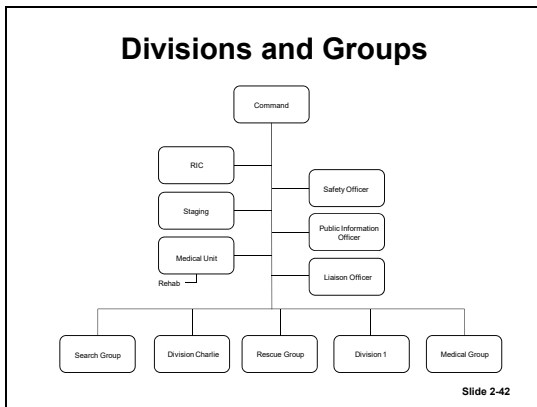 Divisions and Groups
Command
RIC
Safety Officer
Staging
Public Information
Officer
Medical Unit
Liaison Officer
Rehab
Search Group
Division Charlie
Rescue Group
Division 1
Medical Group
Slide 2-42